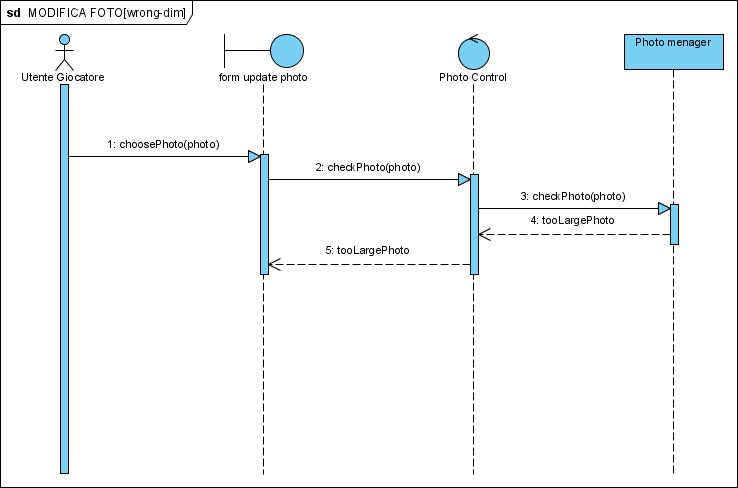 sd MODIFICA FOTO[wrong-dim]
Utente Giocatore
form update photo
Photo Control
Photo menager
1: choosePhoto(photo)
2: checkPhoto(photo)
3: checkPhoto(photo)
4: tooLargePhoto
5: tooLargePhoto